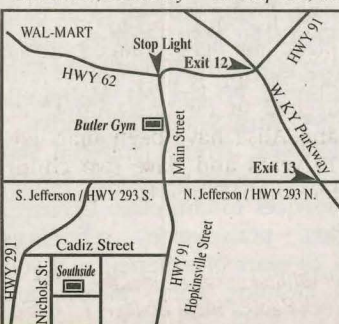 WAL-MART
HWY 91
Stop Light
Exit 12
HWY 62
W. KY Parkway
Butler Gym
Main Street
Exit 13
S. Jefferson / HWY 293 S.
N. Jefferson / HWY 293 N.
Cadiz Street
HWY 291
Nichols St.
Southside
HWY 91
Hopkinsville Street